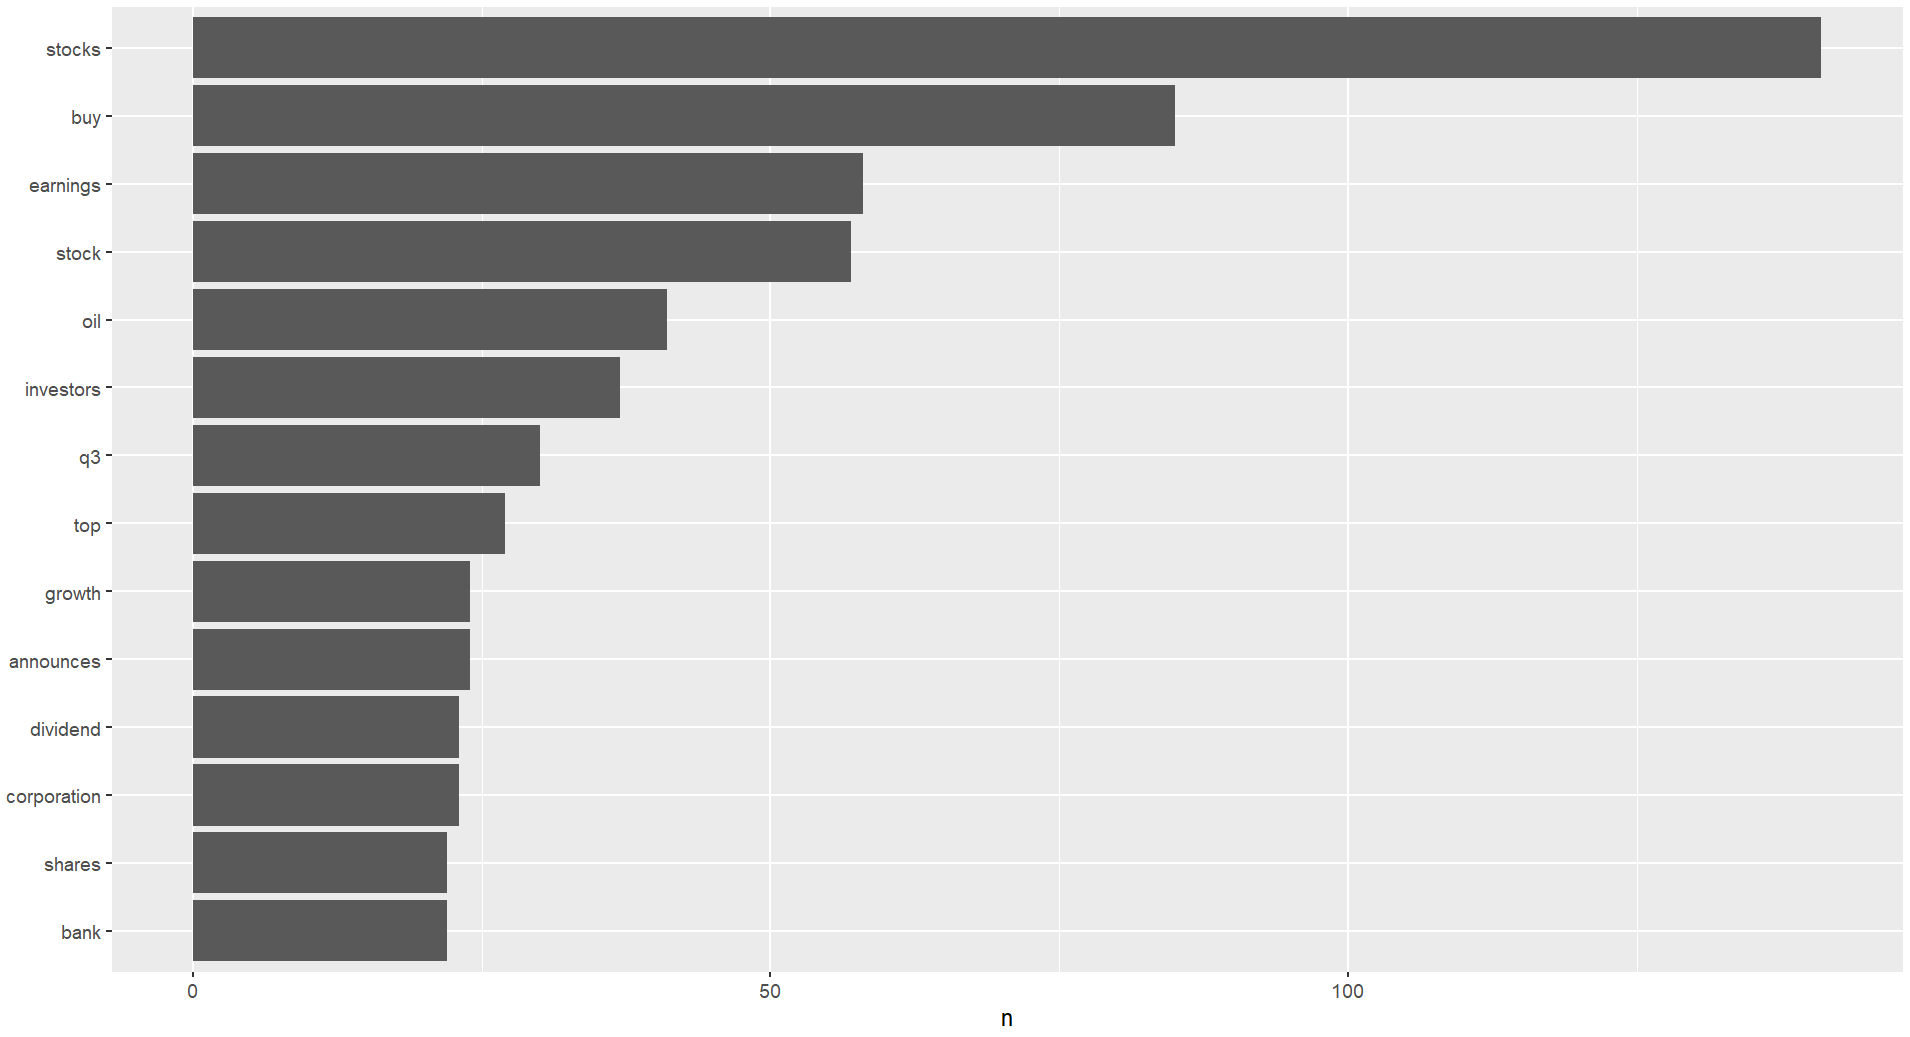 stocks
buy
earnings
stock
oil
investors
q3
top
growth
announces
dividend
corporation
shares
bank
0 50 100
n